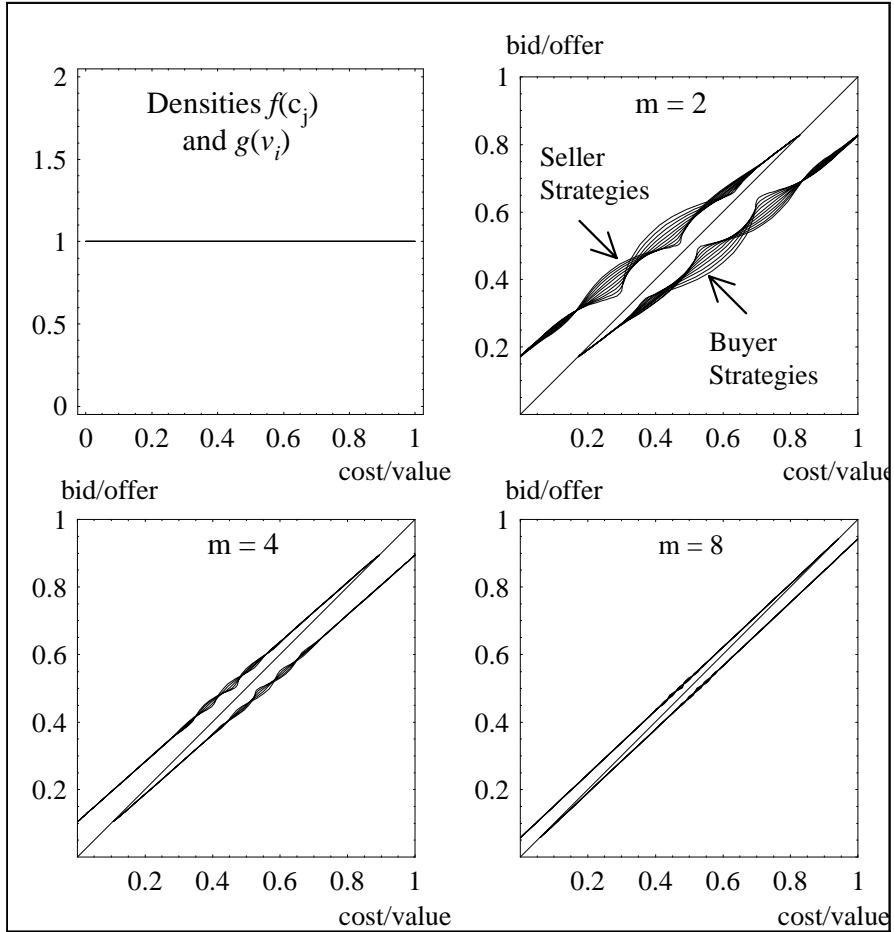 Densities f(c_j)
and g(v_i)
2
1.5
1
0.5
0
0 0.2 0.4 0.6 0.8 1
cost/value
bid/offer
m = 2
Seller
Strategies
Buyer
Strategies
1
0.8
0.6
0.4
0.2
0.2 0.4 0.6 0.8 1
cost/value
bid/offer
m = 4
1
0.8
0.6
0.4
0.2
0.2 0.4 0.6 0.8 1
cost/value
bid/offer
m = 8
1
0.8
0.6
0.4
0.2
0.2 0.4 0.6 0.8 1
cost/value